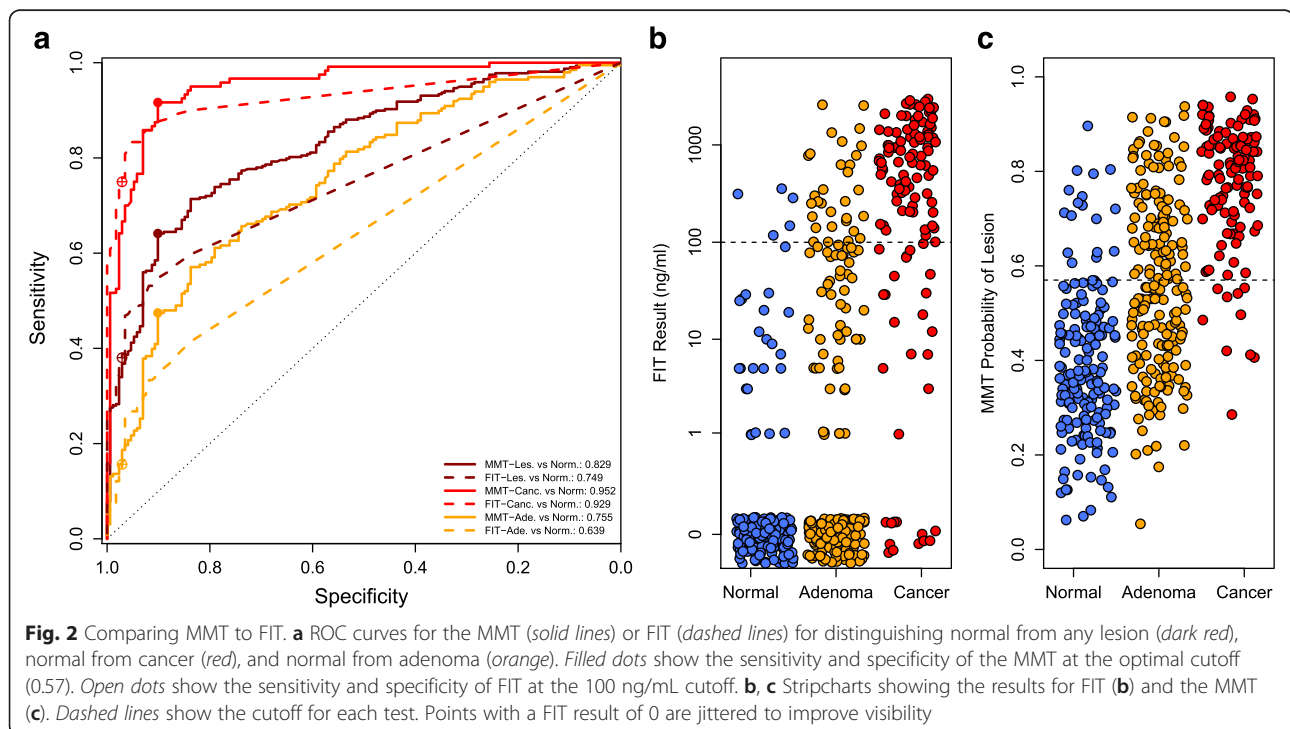 a
b
c
Sensitivity
1.0
0.8
0.6
0.4
0.2
0.0
1.0 0.8 0.6 0.4 0.2 0.0
Specificity
MMT−Les. vs Norm.: 0.829
FIT−Les. vs Norm.: 0.749
MMT−Canc. vs Norm: 0.952
FIT−Canc. vs Norm.: 0.929
MMT−Ade. vs Norm.: 0.755
FIT−Ade. vs Norm.: 0.639
FIT Result (ng/ml)
1000
100
10
1
0
Normal Adenoma Cancer
MMT Probability of Lesion
1.0
0.8
0.6
0.4
0.2
0.0
Normal Adenoma Cancer
Fig. 2 Comparing MMT to FIT. a ROC curves for the MMT (solid lines) or FIT (dashed lines) for distinguishing normal from any lesion (dark red),
normal from cancer (red), and normal from adenoma (orange). Filled dots show the sensitivity and specificity of the MMT at the optimal cutoff
(0.57). Open dots show the sensitivity and specificity of FIT at the 100 ng/mL cutoff. b, c Stripcharts showing the results for FIT (b) and the MMT
(c). Dashed lines show the cutoff for each test. Points with a FIT result of 0 are jittered to improve visibility